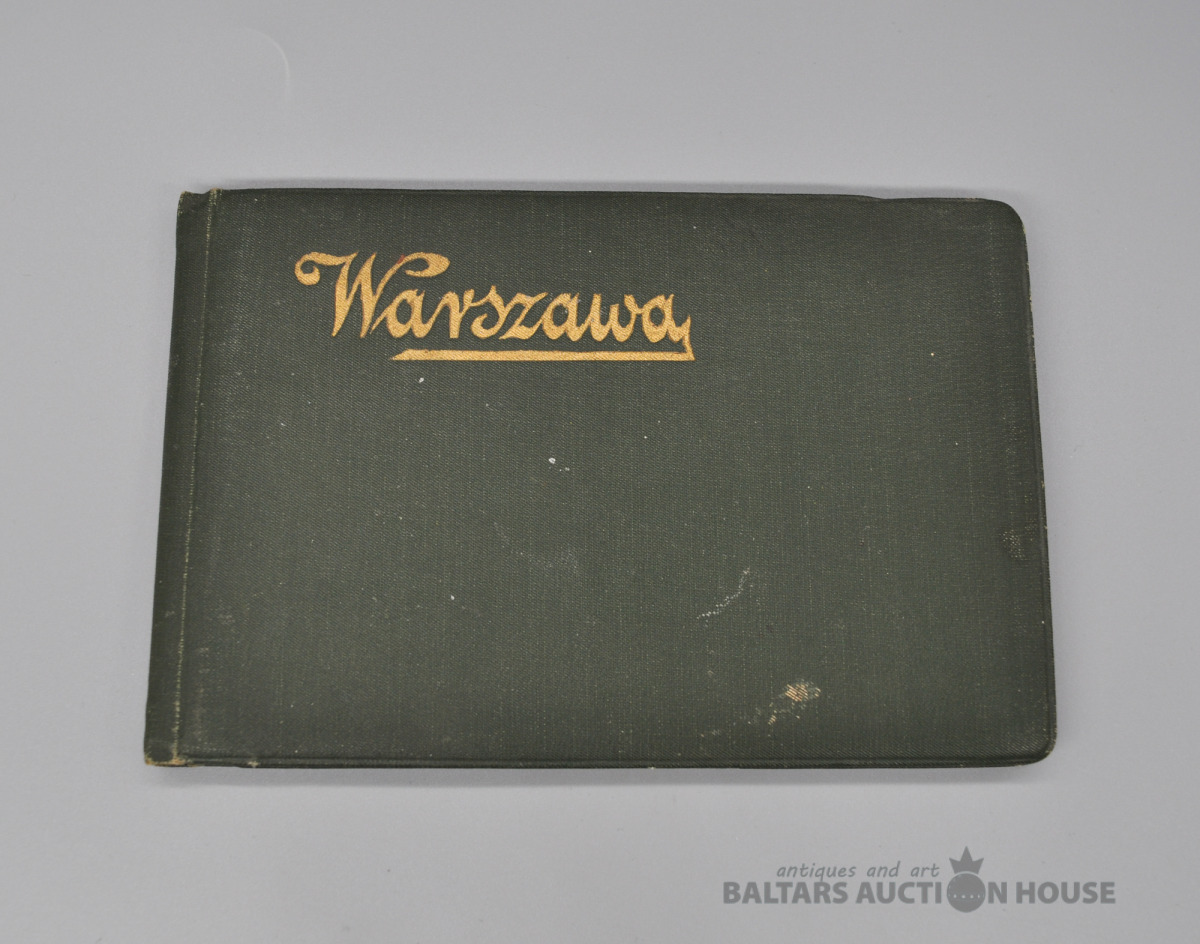 Warszawa
antiques and art
BALTARS AUCTION HOUSE